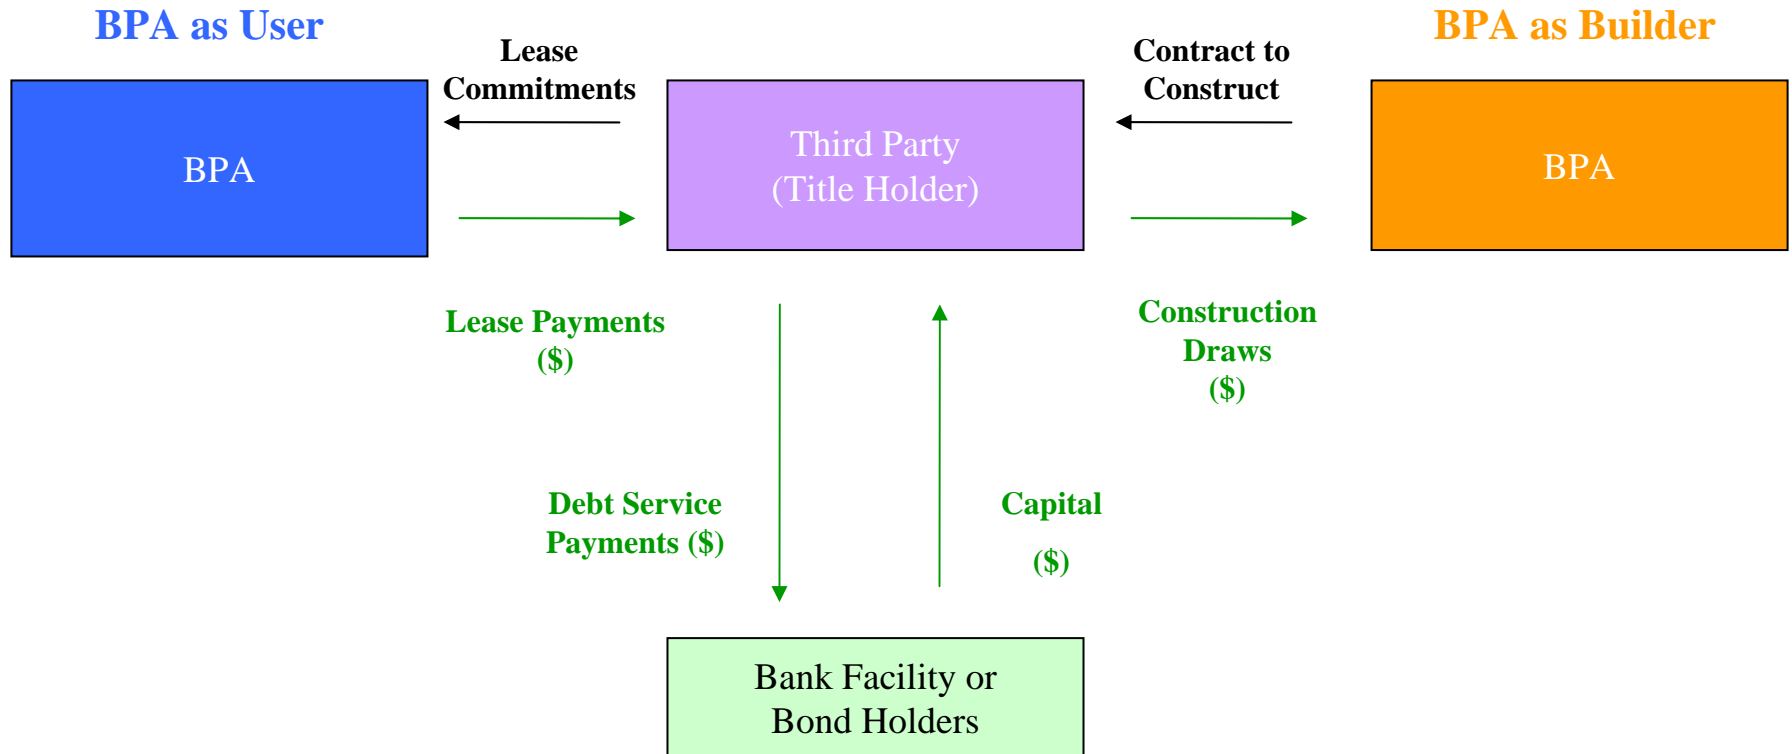 BPA as User
BPA as Builder
Lease
Commitments
Contract to
Construct
BPA
Third Party
(Title Holder)
BPA
Lease Payments
($)
Construction
Draws
($)
Debt Service
Payments ($)
Capital
($)
Bank Facility or
Bond Holders